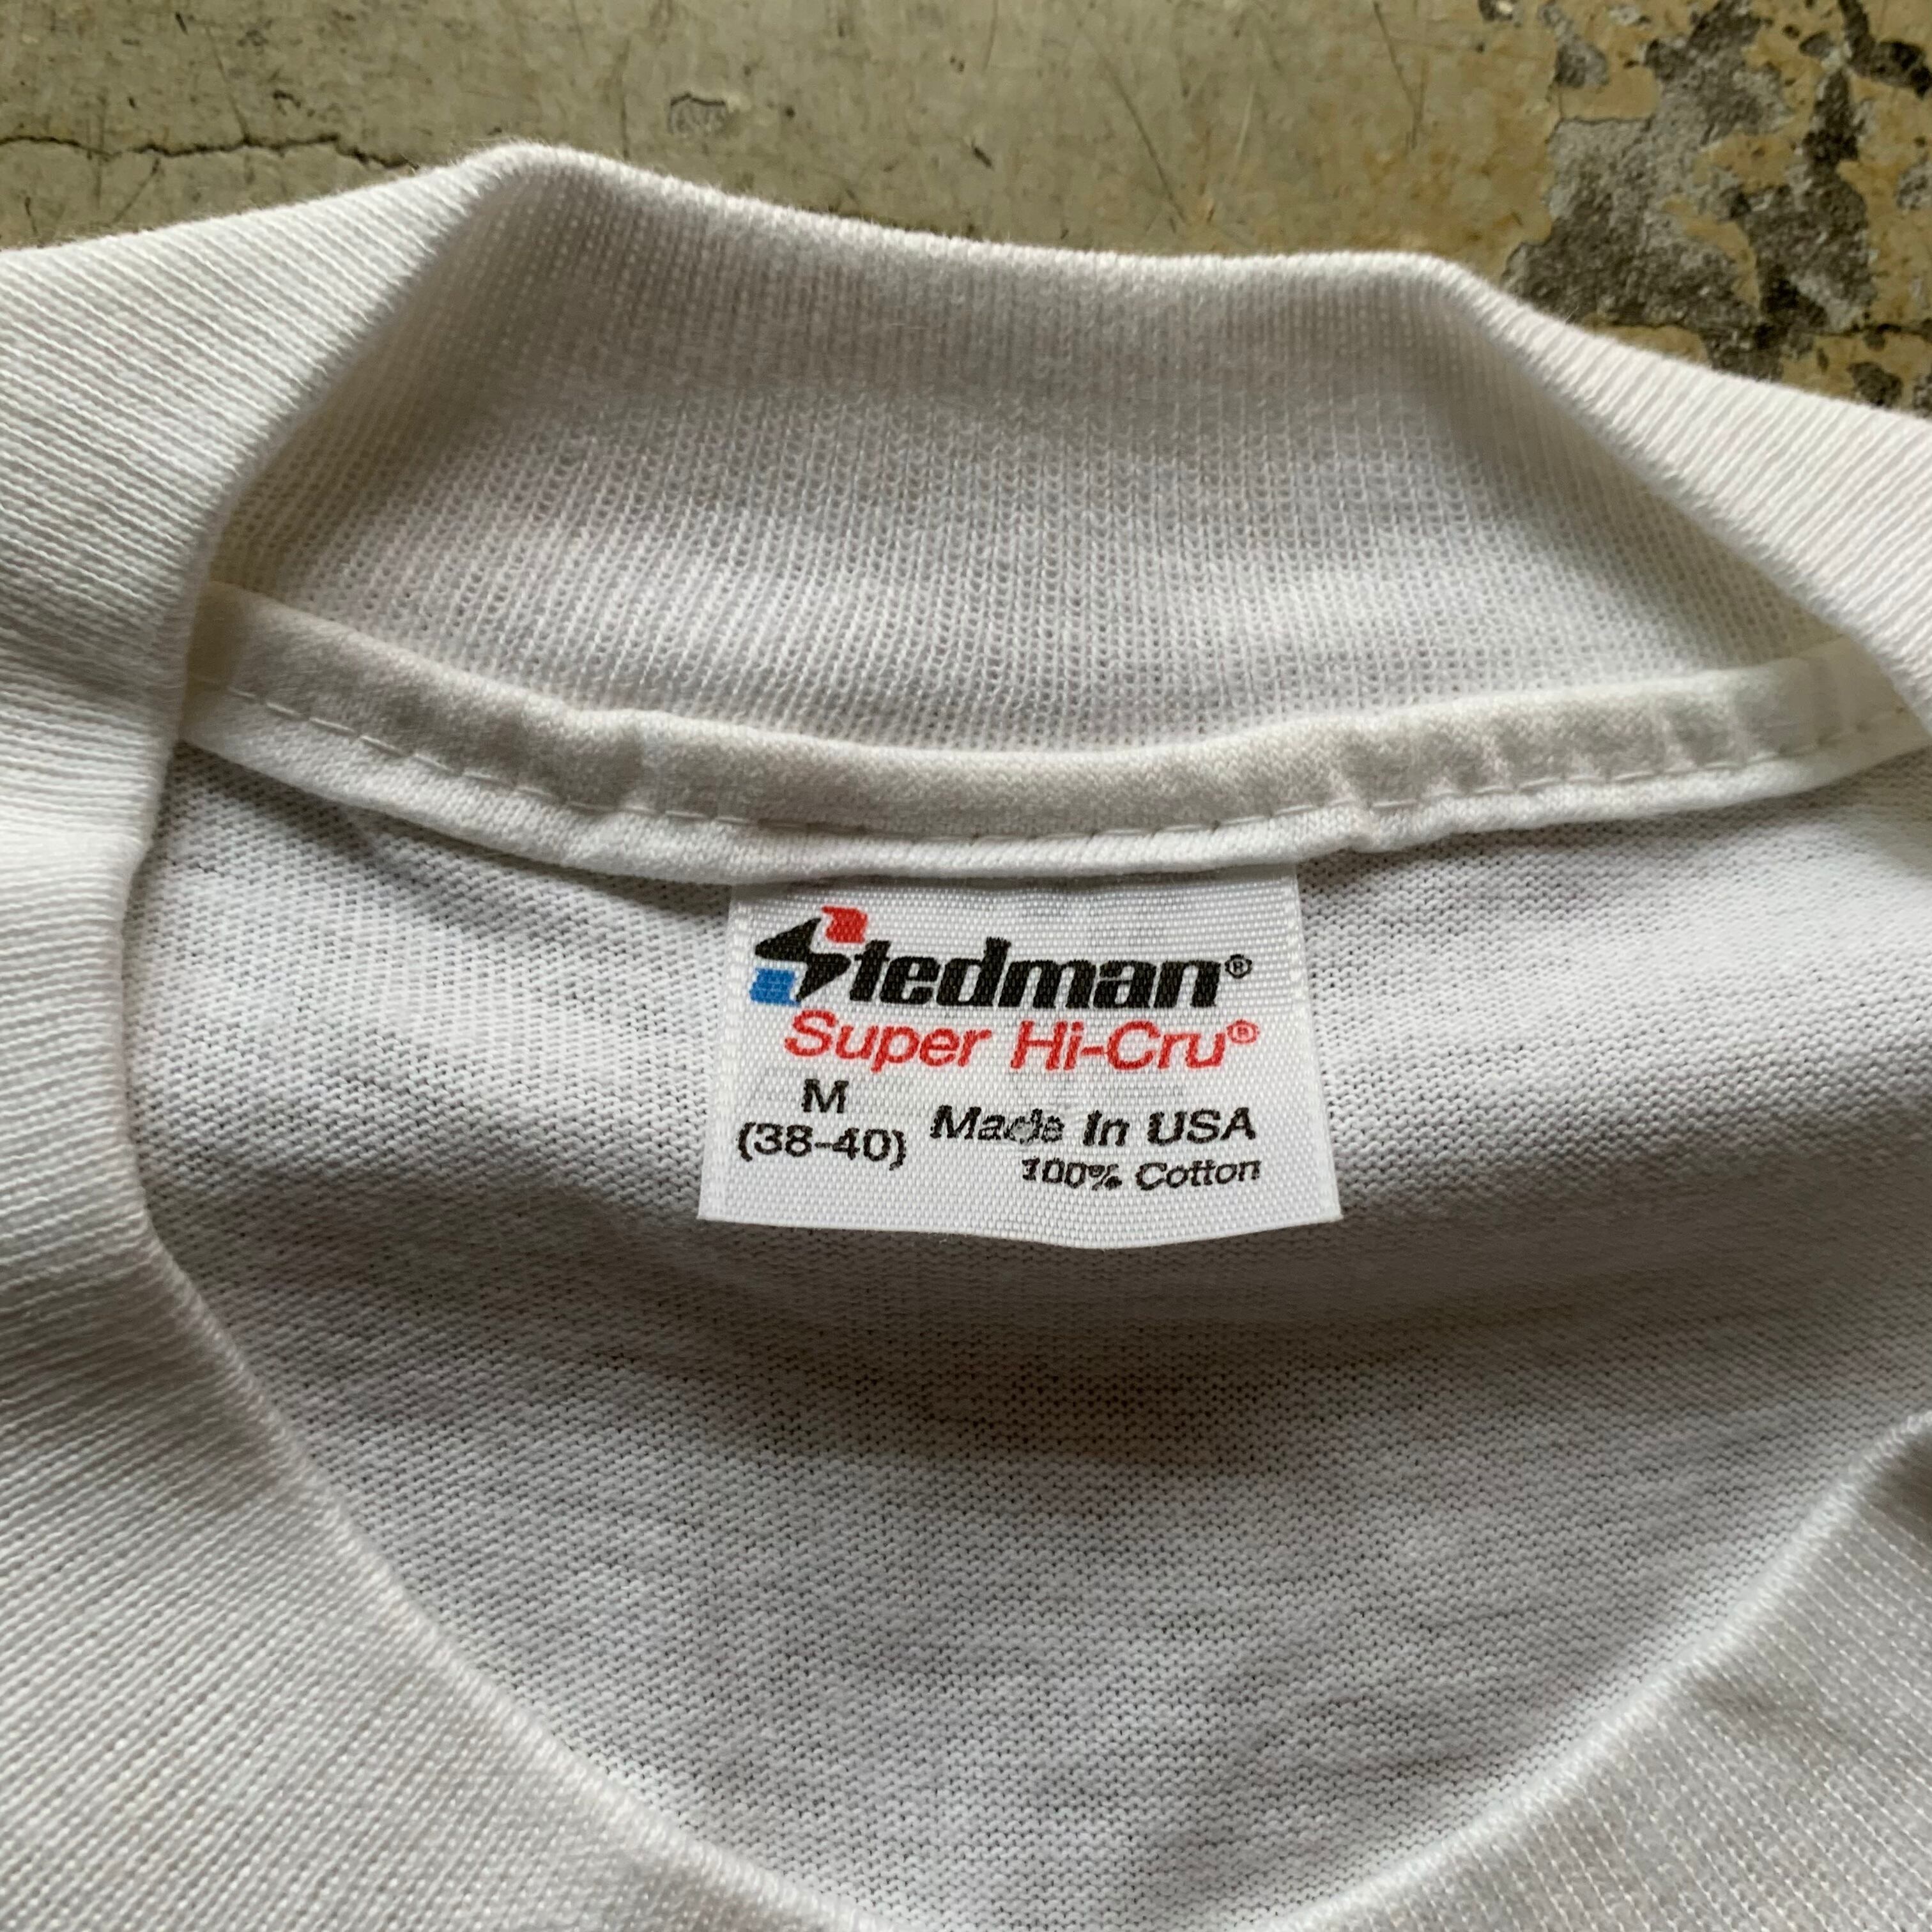 Stedman®
Super Hi-Cru®
M
(38-40)
Made In USA
100% Cotton